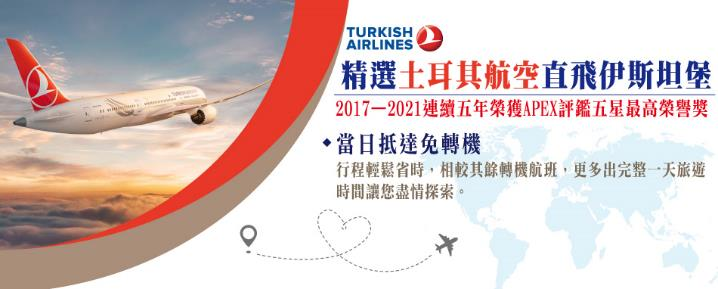 TURKISH
AIRLINES
精選土耳其航空直飛伊斯坦堡
2017—2021連續五年榮獲APEX評鑑五星最高榮譽獎
當日抵達免轉機
行程輕鬆省時，相較其餘轉機航班，更多出完整一天旅遊
時間讓您盡情探索。